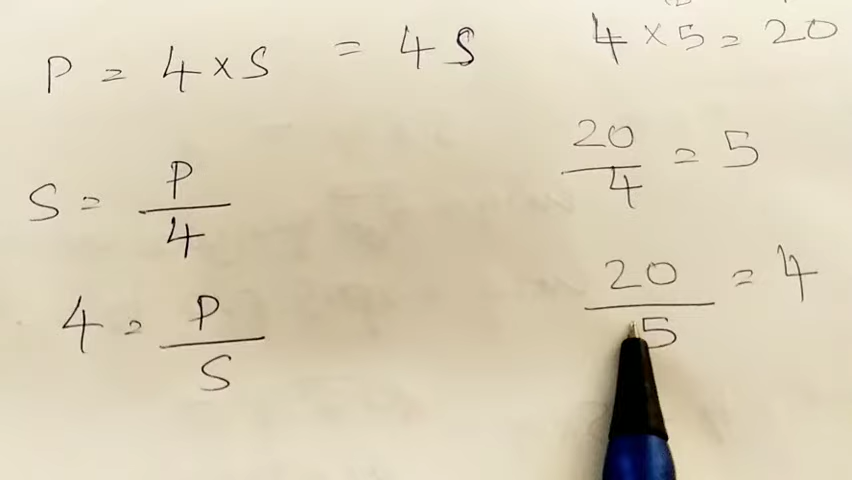 P = 4 × S = 4S
4 × 5 = 20
S = P/4
20/4 = 5
4 = P/S
20/5 = 4